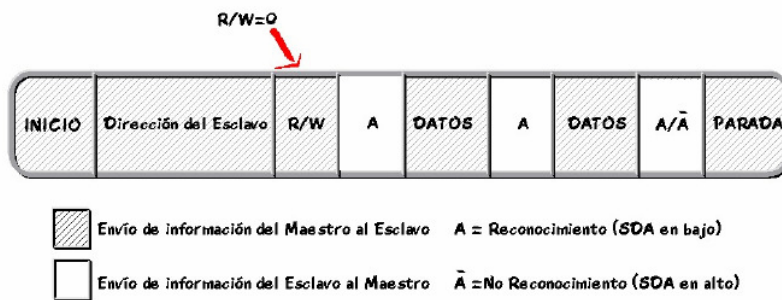 R/W=0
INICIO Dirección del Esclavo R/W A DATOS A DATOS A/Ā PARADA
Envío de información del Maestro al Esclavo A = Reconocimiento (SDA en bajo)
Envío de información del Esclavo al Maestro Ā =No Reconocimiento (SDA en alto)